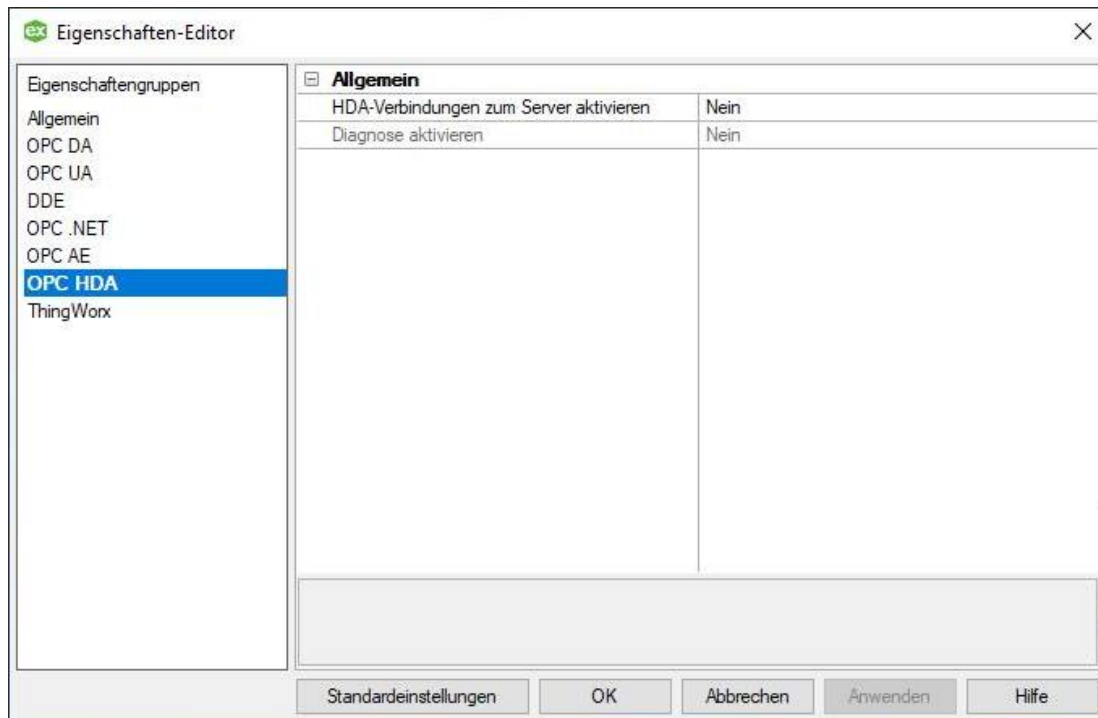 ex Eigenschaften-Editor
Eigenschaftengruppen
Allgemein
OPC DA
OPC UA
DDE
OPC .NET
OPC AE
OPC HDA
ThingWorx
Allgemein
HDA-Verbindungen zum Server aktivieren Nein
Diagnose aktivieren Nein
Standardeinstellungen OK Abbrechen Anwenden Hilfe